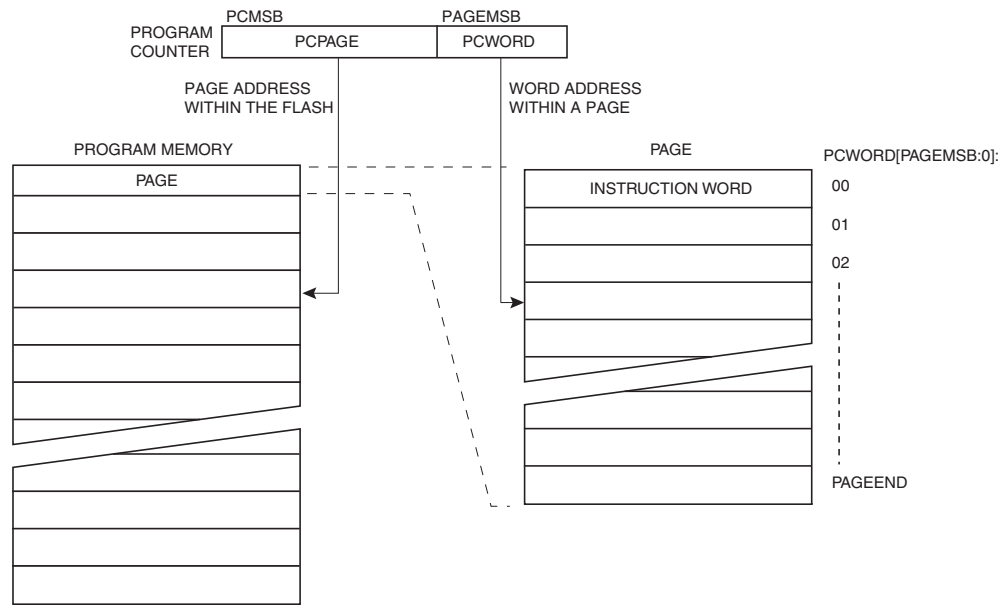 PCMSB
PAGEMSB
PROGRAM
COUNTER
PCPAGE
PCWORD
PAGE ADDRESS
WITHIN THE FLASH
WORD ADDRESS
WITHIN A PAGE
PROGRAM MEMORY
PAGE
PAGE
INSTRUCTION WORD
PCWORD[PAGEMSB:0]:
00
01
02
PAGEEND